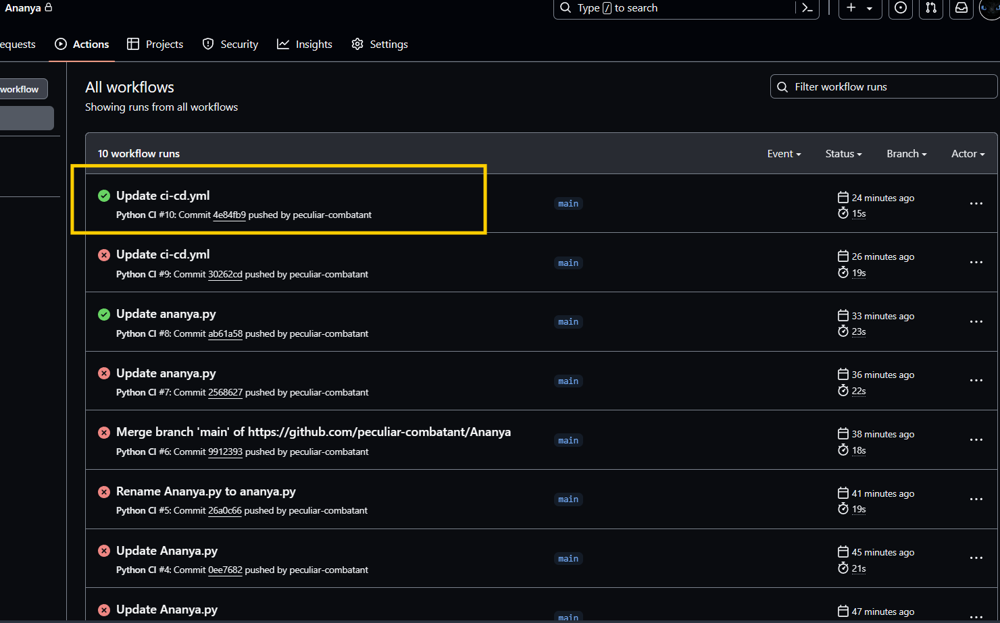 Ananya
Type / to search
equests
Actions
Projects
Security
Insights
Settings
workflow
All workflows
Showing runs from all workflows
Filter workflow runs
10 workflow runs
Event
Status
Branch
Actor
Update ci-cd.yml
Python CI #10: Commit 4e84fb9 pushed by peculiar-combatant
main
24 minutes ago
15s
Update ci-cd.yml
Python CI #9: Commit 30262cd pushed by peculiar-combatant
main
26 minutes ago
19s
Update ananya.py
Python CI #8: Commit ab61a58 pushed by peculiar-combatant
main
33 minutes ago
23s
Update ananya.py
Python CI #7: Commit 2568627 pushed by peculiar-combatant
main
36 minutes ago
22s
Merge branch 'main' of https://github.com/peculiar-combatant/Ananya
Python CI #6: Commit 9912393 pushed by peculiar-combatant
main
38 minutes ago
18s
Rename Ananya.py to ananya.py
Python CI #5: Commit 26a0c66 pushed by peculiar-combatant
main
41 minutes ago
19s
Update Ananya.py
Python CI #4: Commit 0ee7682 pushed by peculiar-combatant
main
45 minutes ago
21s
Update Ananya.py
main
47 minutes ago